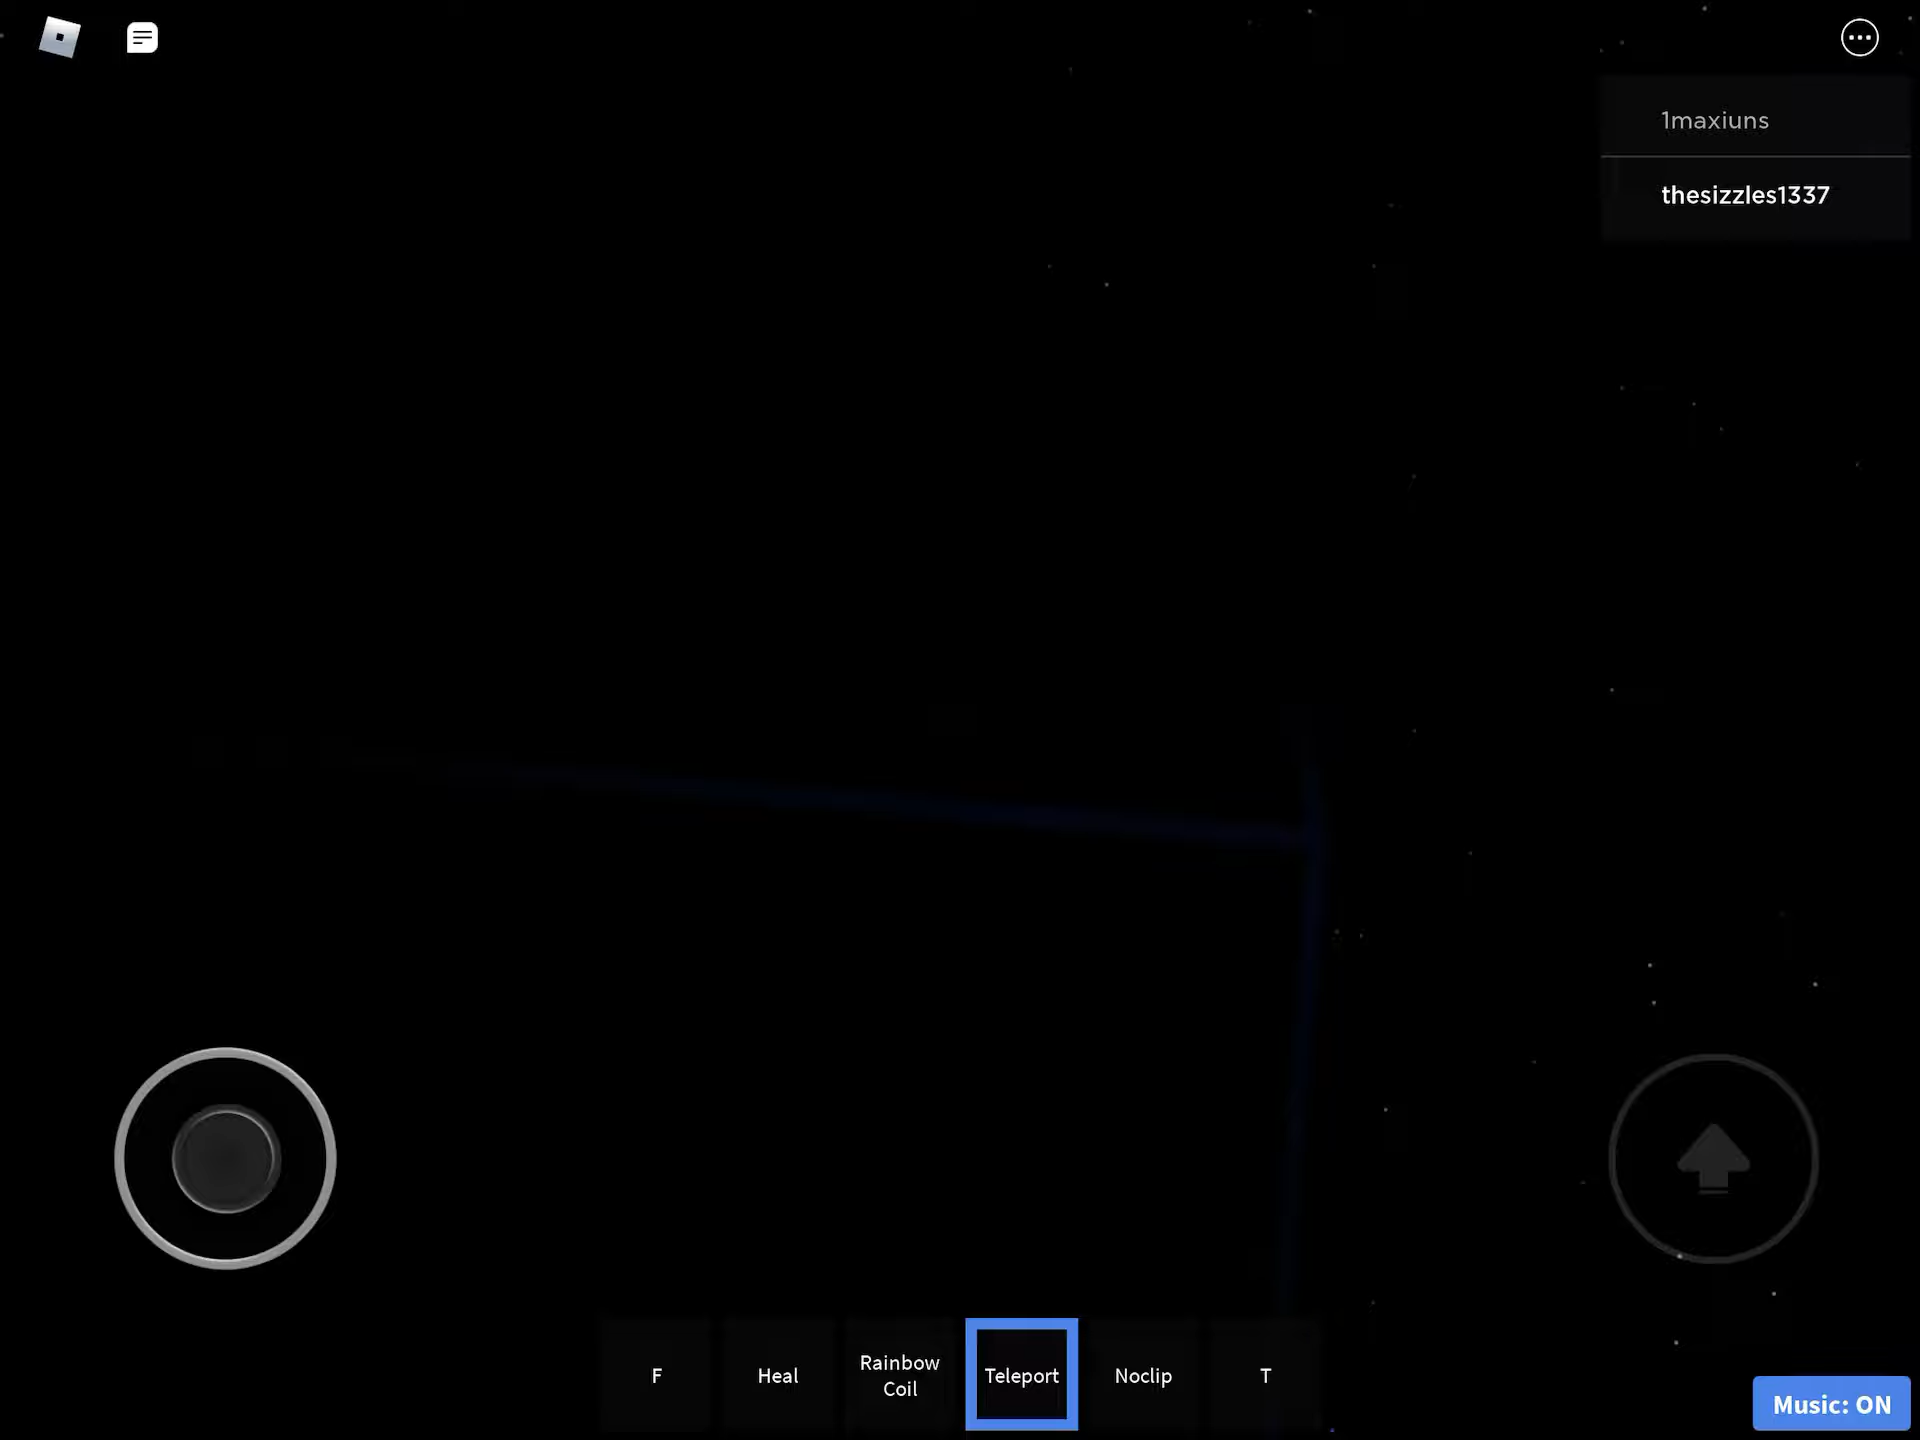 1maxiuns
thesizzles1337
F
Heal
Rainbow
Coil
Teleport
Noclip
T
Music: ON